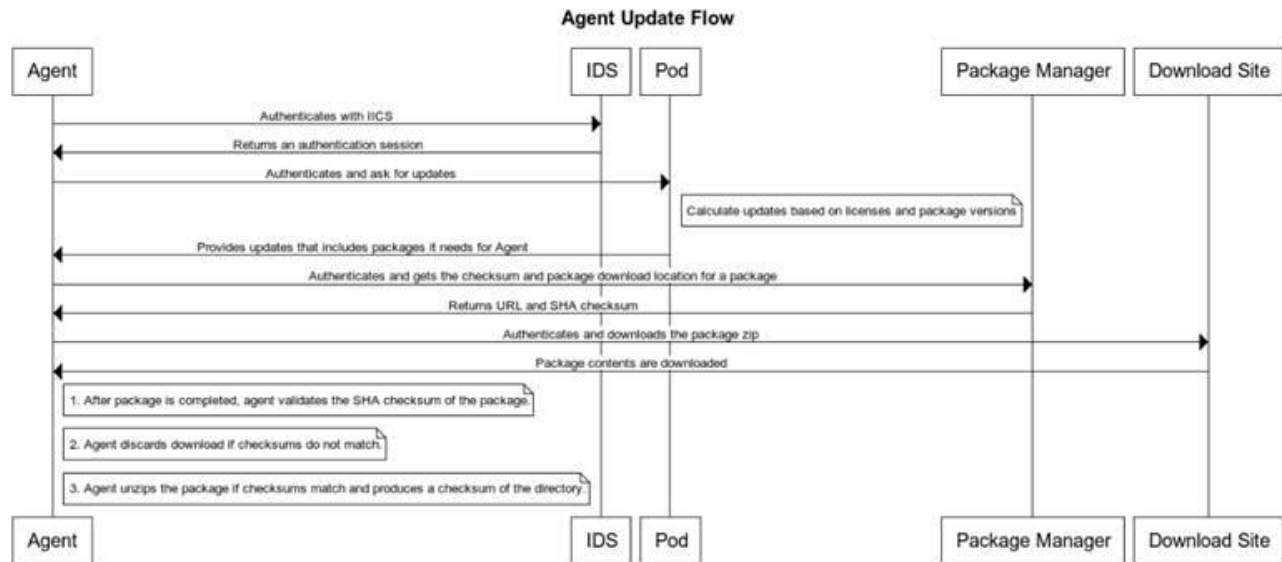 Agent Update Flow
Agent
IDS
Pod
Package Manager
Download Site
Authenticates with IICS
Returns an authentication session
Authenticates and ask for updates
Calculate updates based on licenses and package versions
Provides updates that includes packages it needs for Agent
Authenticates and gets the checksum and package download location for a package
Returns URL and SHA checksum
Authenticates and downloads the package zip
Package contents are downloaded
1. After package is completed, agent validates the SHA checksum of the package.
2. Agent discards download if checksums do not match.
3. Agent unzips the package if checksums match and produces a checksum of the directory.
Agent
IDS
Pod
Package Manager
Download Site